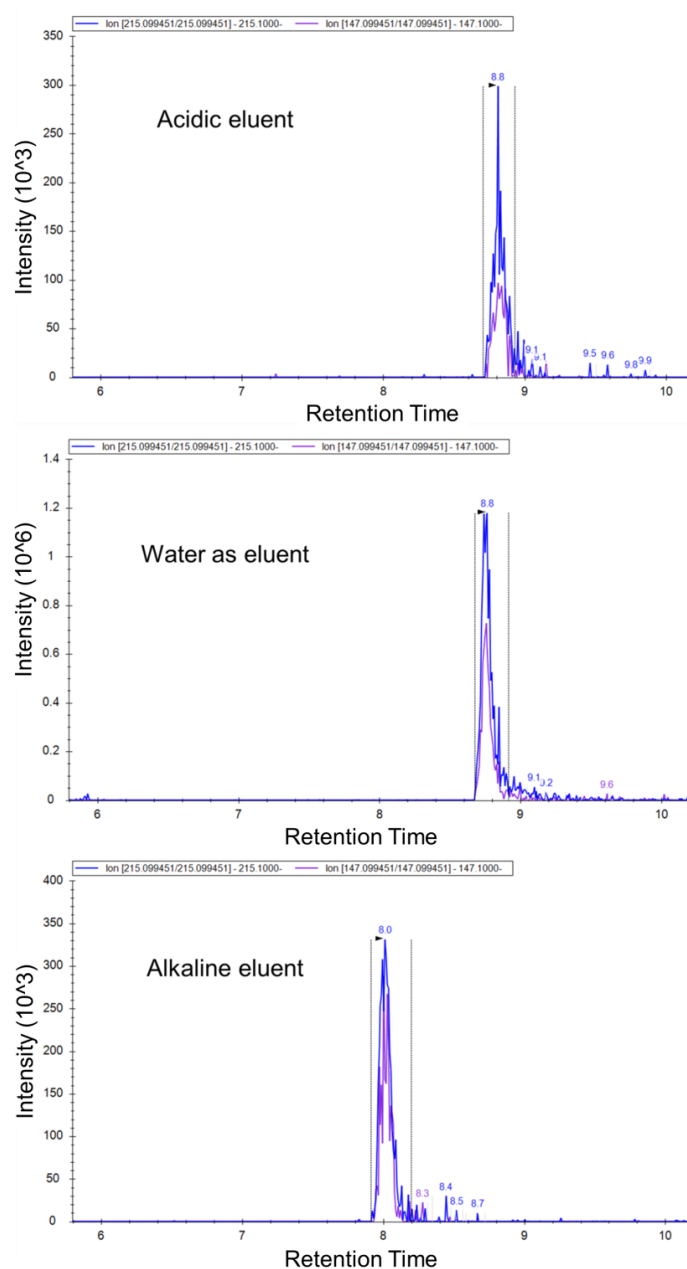 Ion [215.099451/215.099451] - 215.1000- Ion [147.099451/147.099451] - 147.1000-
350
300
250
200
150
100
50
0
Intensity (10^3)
Acidic eluent
8.8
9.1
9.1
9.5
9.6
9.8
9.9
6 7 8 9 10
Retention Time
Ion [215.099451/215.099451] - 215.1000- Ion [147.099451/147.099451] - 147.1000-
1.4
1.2
1
0.8
0.6
0.4
0.2
0
Intensity (10^6)
Water as eluent
8.8
9.1
9.2
9.6
6 7 8 9 10
Retention Time
Ion [215.099451/215.099451] - 215.1000- Ion [147.099451/147.099451] - 147.1000-
400
350
300
250
200
150
100
50
0
Intensity (10^3)
Alkaline eluent
8.0
8.3
8.4
8.5
8.7
6 7 8 9 10
Retention Time